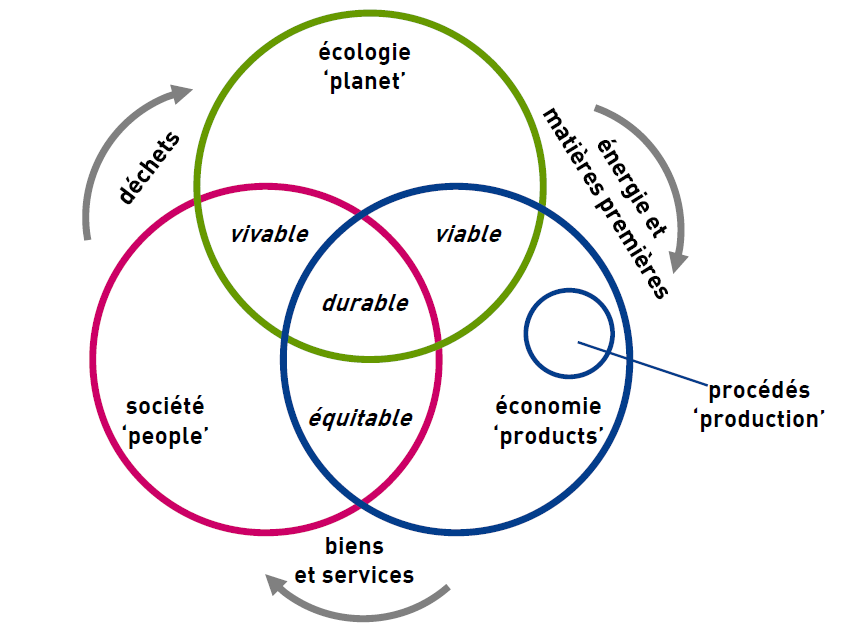 écologie
‘planet’
déchets
énergie et
matières premières
vivable
viable
durable
société
‘people’
équitable
économie
‘products’
procédés
‘production’
biens
et services